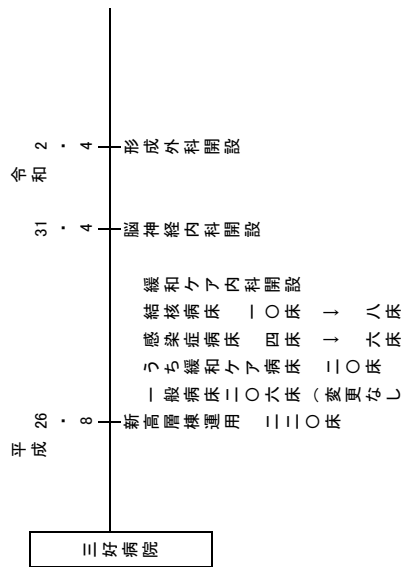 三好病院
平成
26・8
新高層棟運用 二二〇床
一般病床二〇六床(変更なし
うち緩和ケア病床 二〇床
感染症病床 四床 → 六床
結核病床 一〇床 → 八床
緩和ケア内科開設
31・4
脳神経内科開設
令和
2・4
形成外科開設